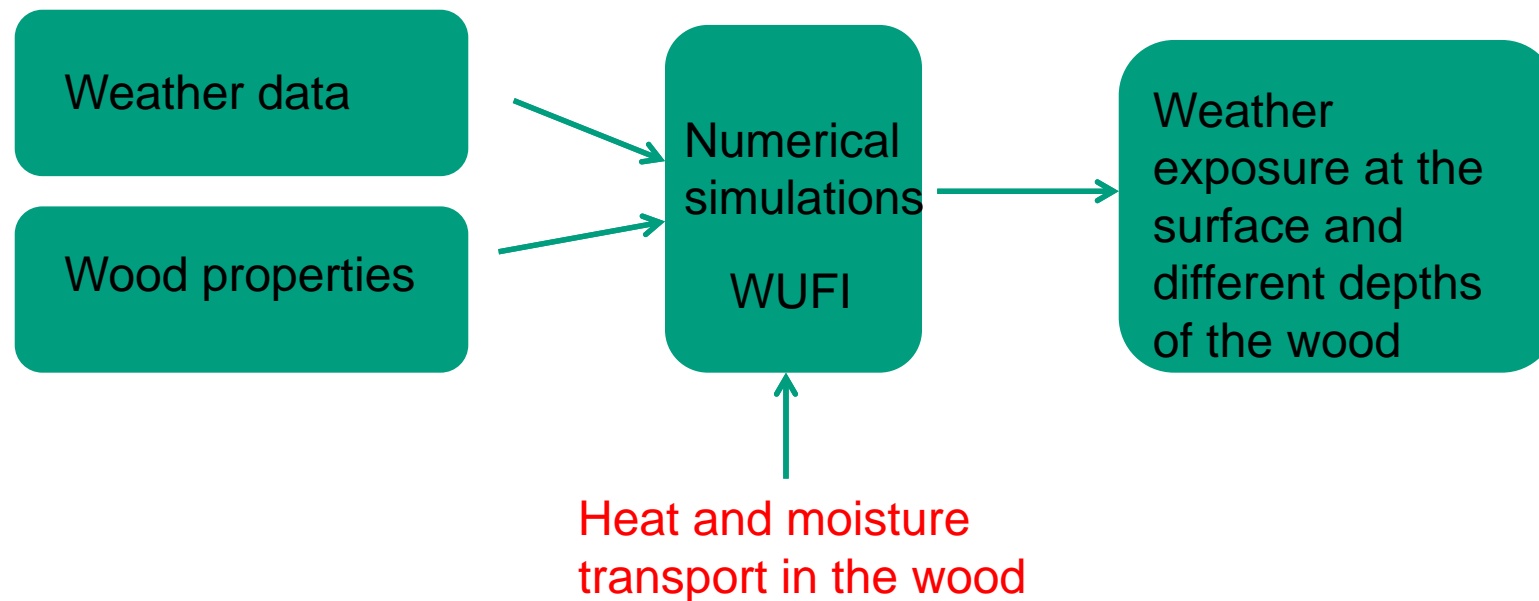 Weather data
Wood properties
Numerical
simulations
WUFI
Weather
exposure at the
surface and
different depths
of the wood
Heat and moisture
transport in the wood